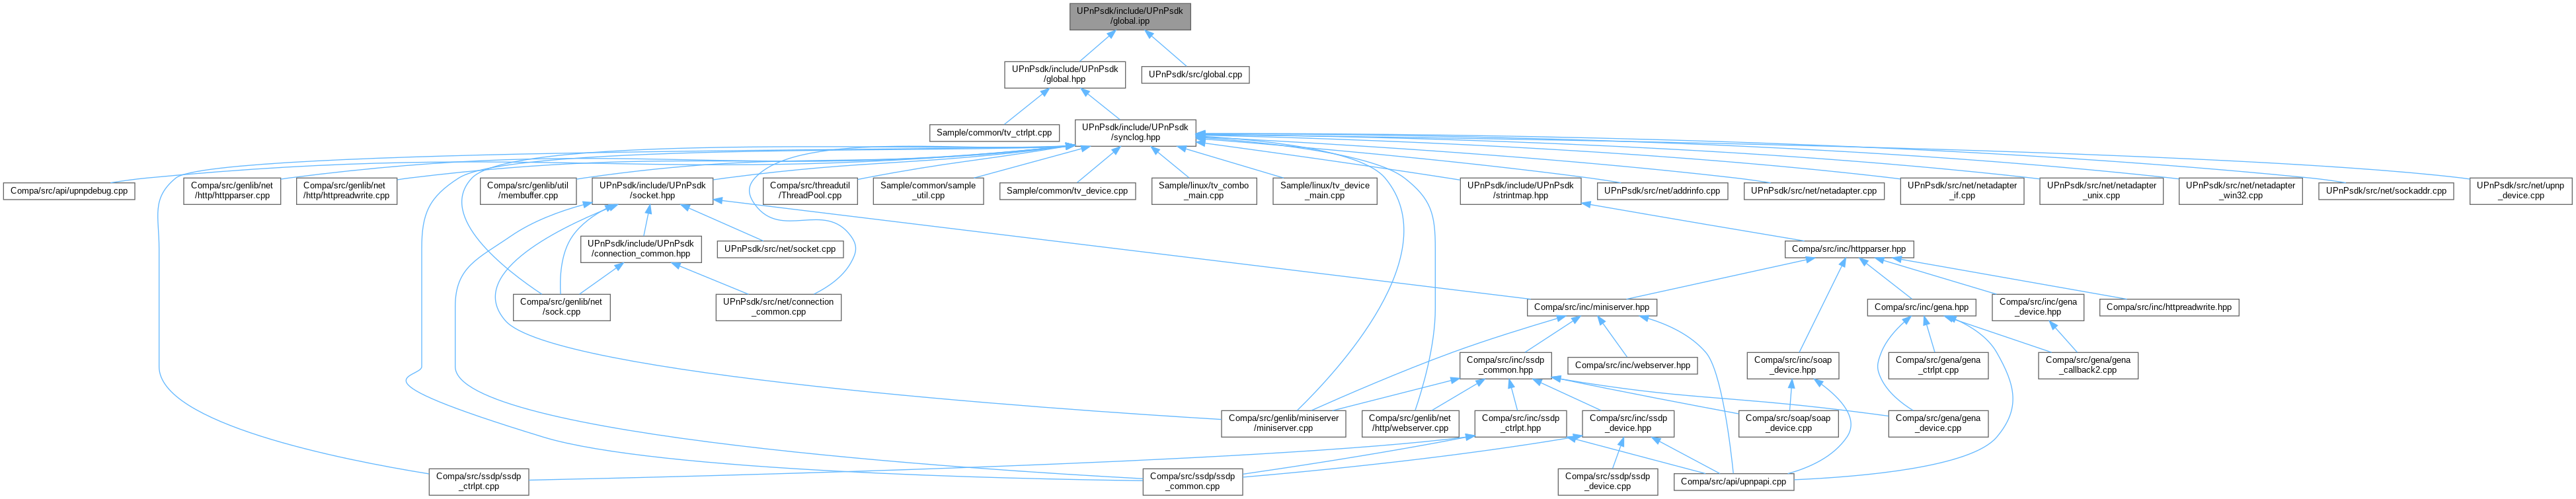 UPnPsdk/include/UPnPsdk
/global.ipp
UPnPsdk/include/UPnPsdk
/global.hpp
UPnPsdk/src/global.cpp
Sample/common/tv_ctrlpt.cpp
UPnPsdk/include/UPnPsdk
/synclog.hpp
Compa/src/api/upnpdebug.cpp
Compa/src/genlib/net
/http/httpparser.cpp
Compa/src/genlib/net
/http/httpreadwrite.cpp
Compa/src/genlib/util
/membuffer.cpp
UPnPsdk/include/UPnPsdk
/socket.hpp
Compa/src/threadutil
/ThreadPool.cpp
Sample/common/sample
_util.cpp
Sample/common/tv_device.cpp
Sample/linux/tv_combo
_main.cpp
Sample/linux/tv_device
_main.cpp
UPnPsdk/include/UPnPsdk
/strintmap.hpp
UPnPsdk/src/net/addrinfo.cpp
UPnPsdk/src/net/netadapter.cpp
UPnPsdk/src/net/netadapter
_if.cpp
UPnPsdk/src/net/netadapter
_unix.cpp
UPnPsdk/src/net/netadapter
_win32.cpp
UPnPsdk/src/net/sockaddr.cpp
UPnPsdk/src/net/upnp
_device.cpp
UPnPsdk/include/UPnPsdk
/connection_common.hpp
UPnPsdk/src/net/socket.cpp
Compa/src/inc/httpparser.hpp
Compa/src/genlib/net
/sock.cpp
UPnPsdk/src/net/connection
_common.cpp
Compa/src/inc/miniserver.hpp
Compa/src/inc/gena.hpp
Compa/src/inc/gena
_device.hpp
Compa/src/inc/httpreadwrite.hpp
Compa/src/inc/ssdp
_common.hpp
Compa/src/inc/webserver.hpp
Compa/src/inc/soap
_device.hpp
Compa/src/gena/gena
_ctrlpt.cpp
Compa/src/gena/gena
_callback2.cpp
Compa/src/genlib/miniserver
/miniserver.cpp
Compa/src/genlib/net
/http/webserver.cpp
Compa/src/inc/ssdp
_ctrlpt.hpp
Compa/src/inc/ssdp
_device.hpp
Compa/src/soap/soap
_device.cpp
Compa/src/gena/gena
_device.cpp
Compa/src/ssdp/ssdp
_ctrlpt.cpp
Compa/src/ssdp/ssdp
_common.cpp
Compa/src/ssdp/ssdp
_device.cpp
Compa/src/api/upnpapi.cpp